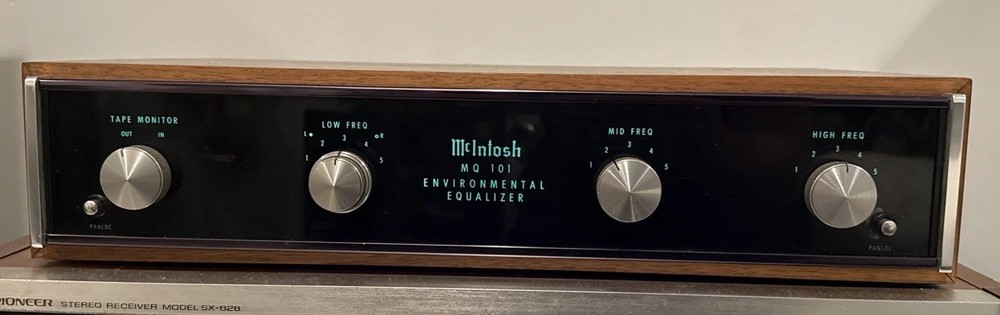 TAPE MONITOR
OUT IN
PANLOC
LOW FREQ
L R
1 2 3 4 5
McIntosh
MQ 101
ENVIRONMENTAL
EQUALIZER
MID FREQ
1 2 3 4 5
HIGH FREQ
1 2 3 4 5
PANLOC
PIONEER STEREO RECEIVER MODEL SX-828